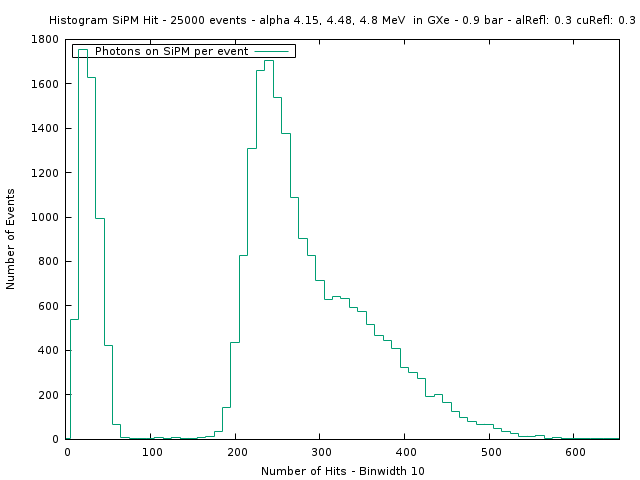 Histogram SiPM Hit - 25000 events - alpha 4.15, 4.48, 4.8 MeV  in GXe - 0.9 bar - alRefl: 0.3 cuRefl: 0.3
Photons on SiPM per event
1800
1600
1400
1200
1000
800
600
400
200
0
Number of Events
0 100 200 300 400 500 600
Number of Hits - Binwidth 10